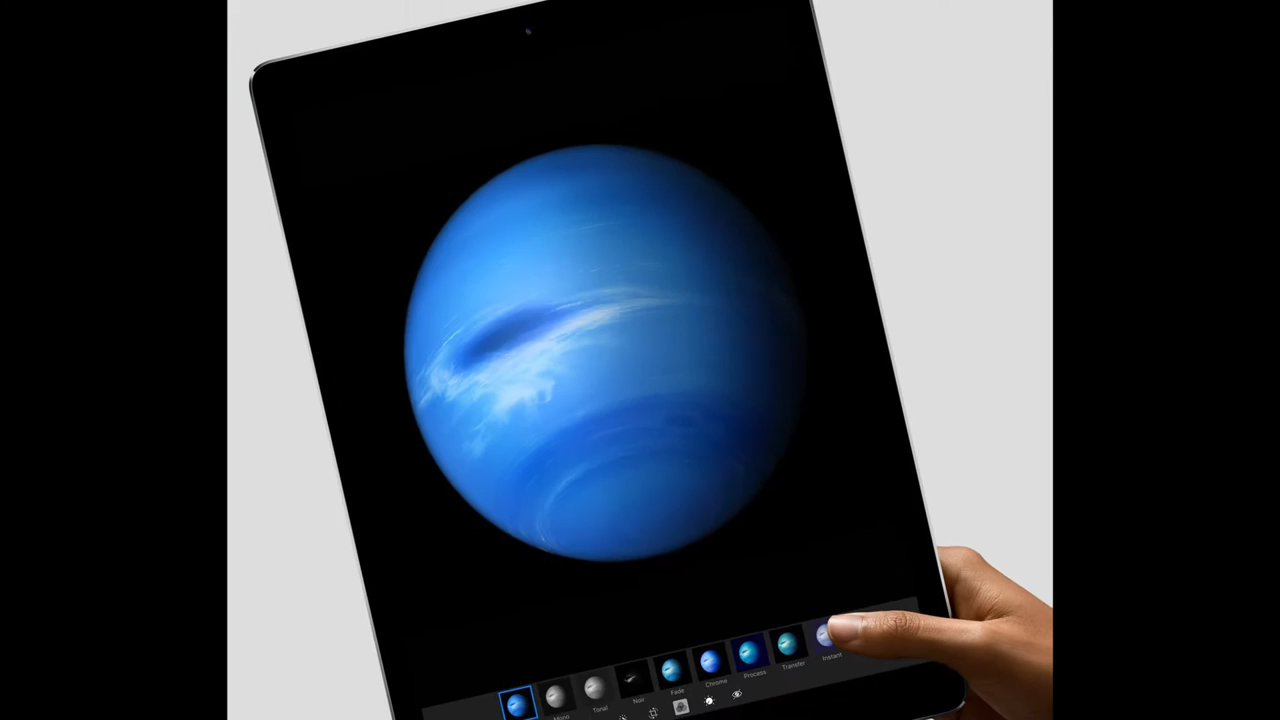 Mono
Tonal
Noir
Fade
Chrome
Process
Transfer
Instant